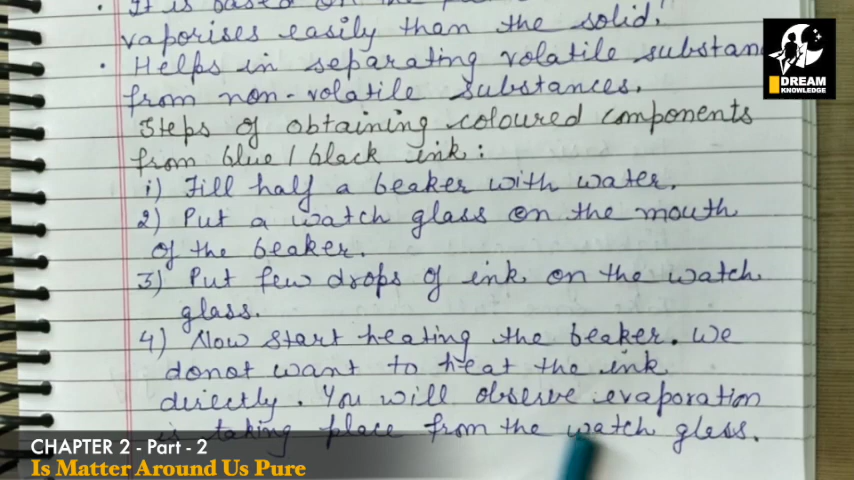 vaporises easily than the solid.
• Helps in separating volatile substan
from non-volatile substances.
Steps of obtaining coloured components
from blue/black ink:
i) Fill half a beaker with water.
2) Put a watch glass on the mouth
of the beaker.
3) Put few drops of ink on the watch
glass.
4) Now start heating the beaker. We
donot want to heat the ink
directly. You will observe evaporation
is taking place from the watch glass.
DREAM
KNOWLEDGE
CHAPTER 2 - Part - 2
Is Matter Around Us Pure